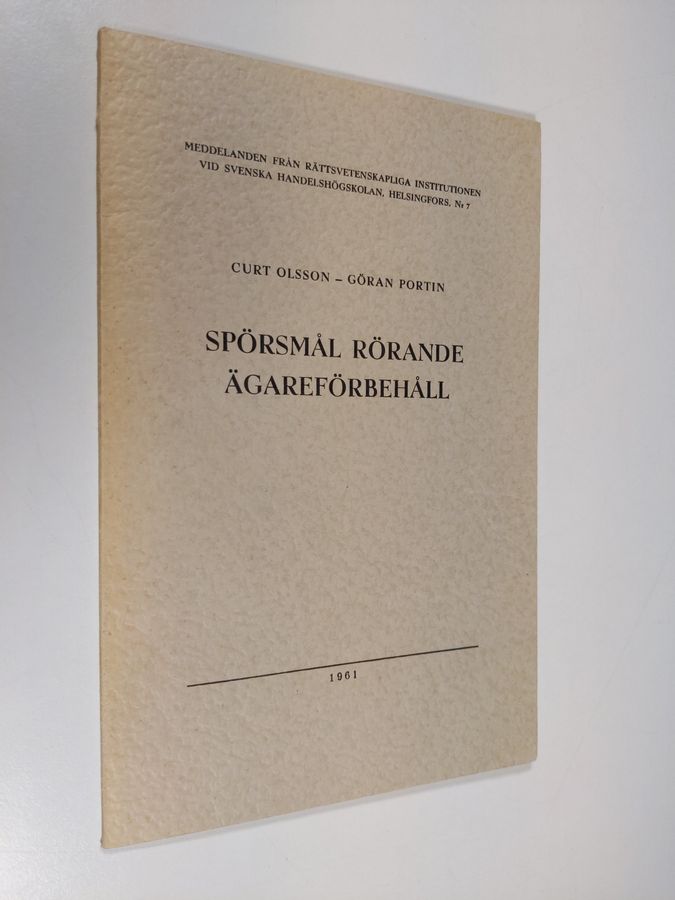 MEDDELANDEN FRÅN RÄTTSVETENSKAPLIGA INSTITUTIONEN
VID SVENSKA HANDELSHÖGSKOLAN, HELSINGFORS. Nr 7
CURT OLSSON – GÖRAN PORTIN
SPÖRSMÅL RÖRANDE
ÄGAREFÖRBEHÅLL
1961